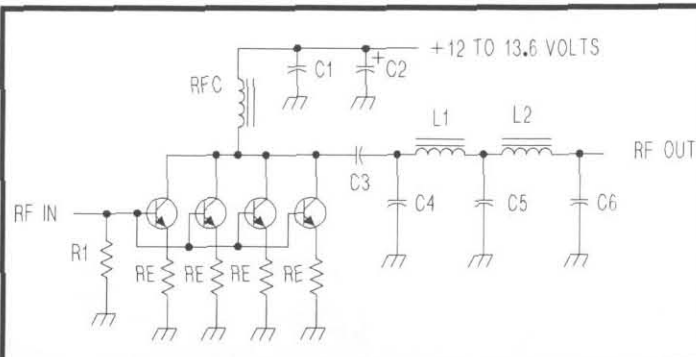 +12 TO 13.6 VOLTS
C1
C2
+
RFC
L1
L2
RF OUT
C3
RF IN
C4
C5
C6
R1
RE
RE
RE
RE